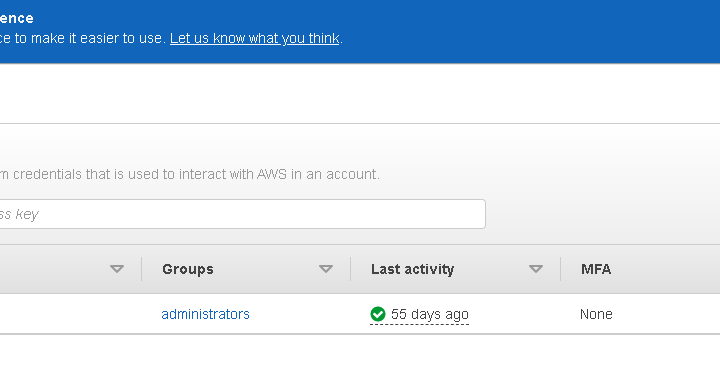 ence
ce to make it easier to use. Let us know what you think.
m credentials that is used to interact with AWS in an account.
ss key
Groups Last activity MFA
administrators 55 days ago None